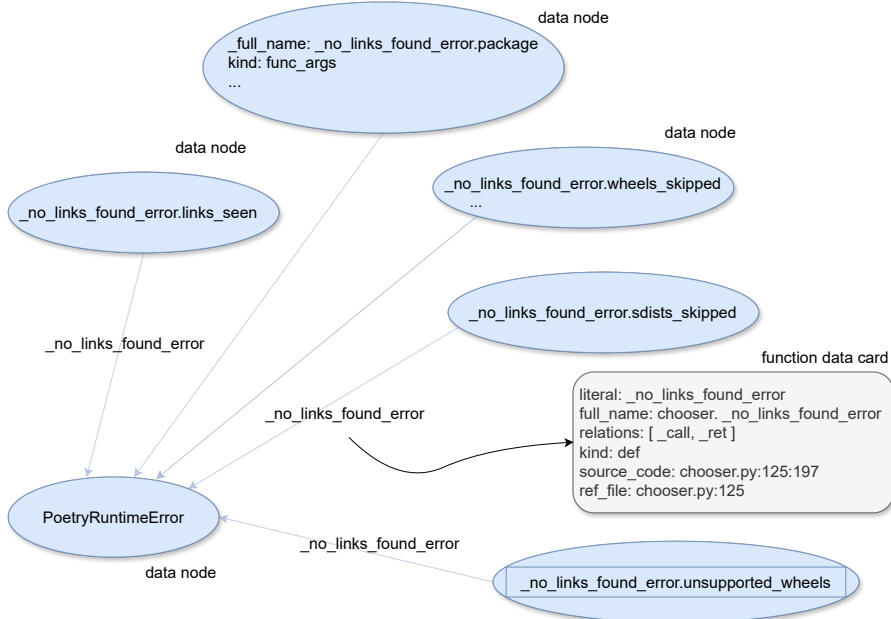 data node
_full_name: _no_links_found_error.package
kind: func_args
...
data node
data node
_no_links_found_error.wheels_skipped
...
_no_links_found_error.links_seen
_no_links_found_error.sdists_skipped
_no_links_found_error
function data card
literal: _no_links_found_error
full_name: chooser. _no_links_found_error
relations: [ _call, _ret ]
kind: def
source_code: chooser.py:125:197
ref_file: chooser.py:125
_no_links_found_error
PoetryRuntimeError
_no_links_found_error
data node
_no_links_found_error.unsupported_wheels